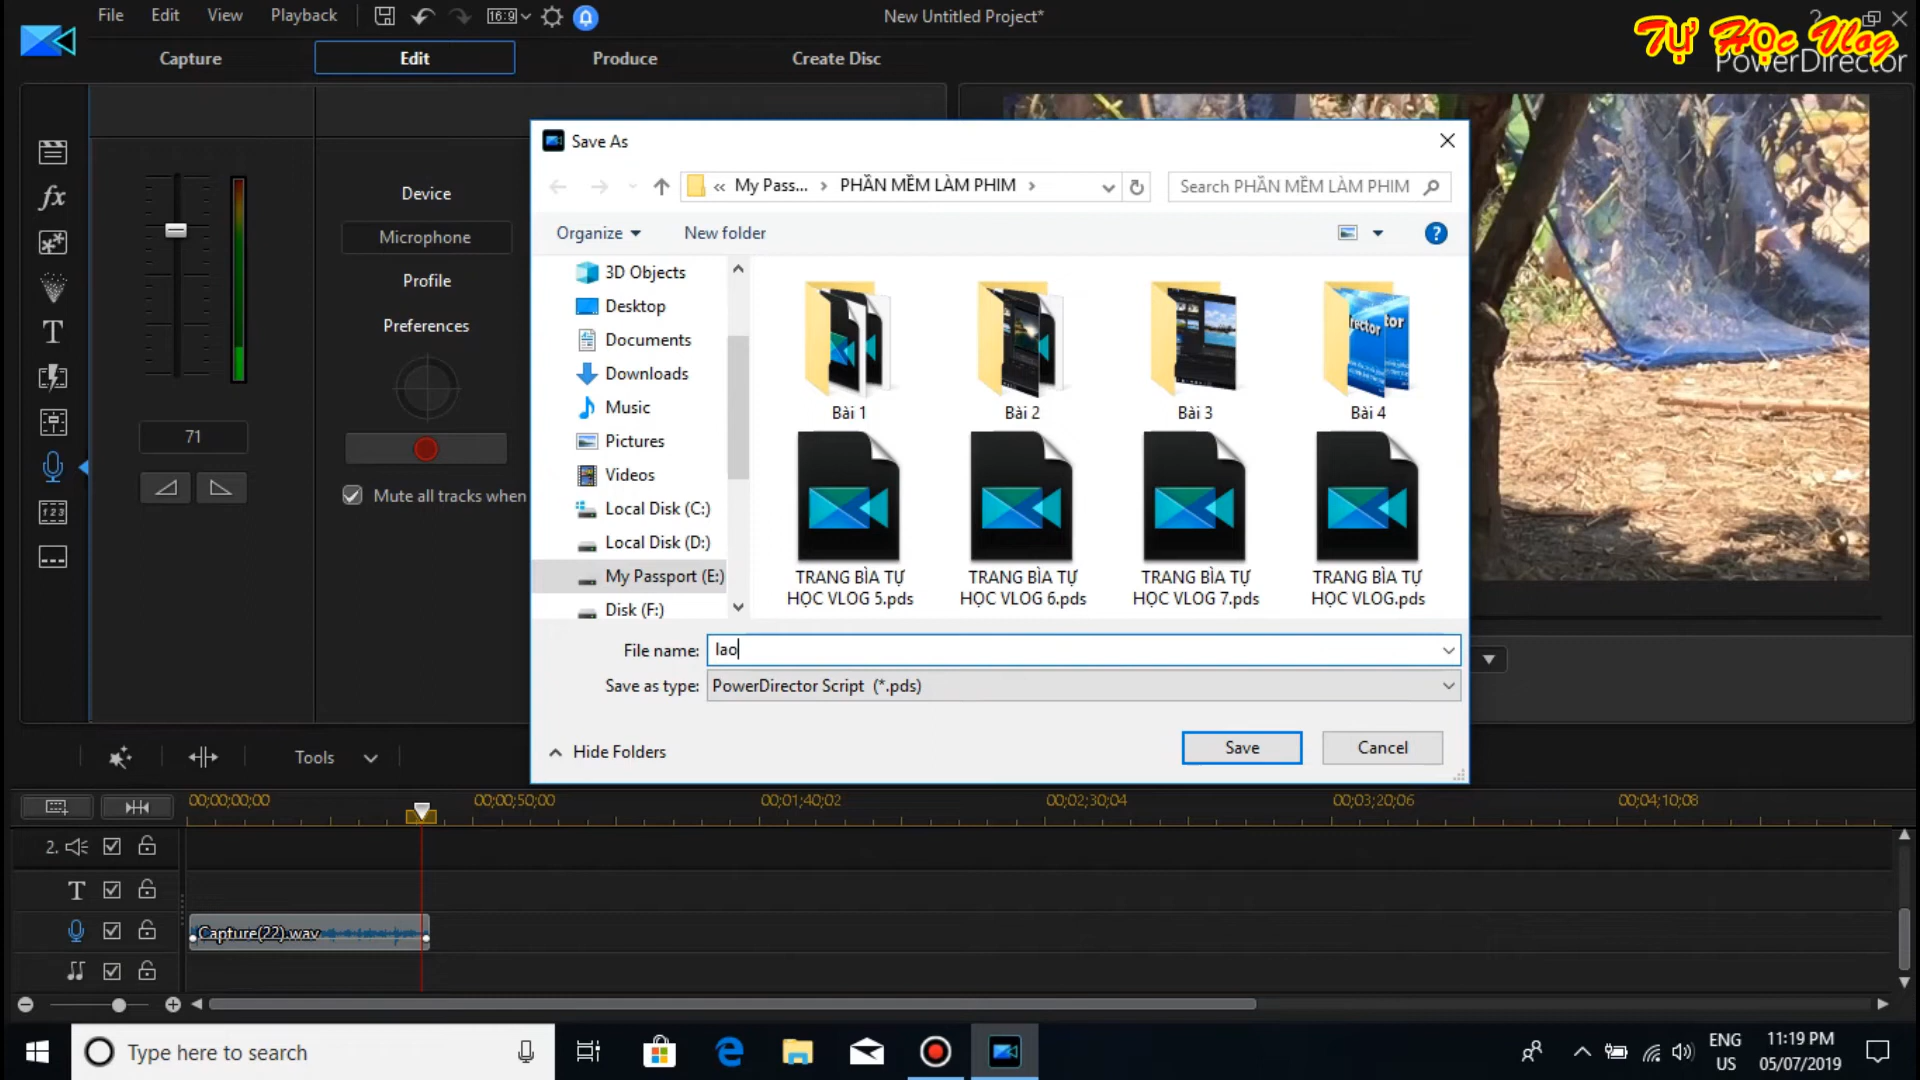 File Edit View Playback 16:9 New Untitled Project* ?
Tự Học Vlog
PowerDirector
Capture Edit Produce Create Disc
Save As
« My Pass... › PHẦN MỀM LÀM PHIM ›
Search PHẦN MỀM LÀM PHIM
Organize
New folder
?
fx
T
Device
Microphone
Profile
Preferences
71
Mute all tracks when
3D Objects
Desktop
Documents
Downloads
Music
Pictures
Videos
Local Disk (C:)
Local Disk (D:)
My Passport (E:)
Disk (F:)
Bài 1
Bài 2
Bài 3
Bài 4
TRANG BÌA TỰ HỌC VLOG 5.pds
TRANG BÌA TỰ HỌC VLOG 6.pds
TRANG BÌA TỰ HỌC VLOG 7.pds
TRANG BÌA TỰ HỌC VLOG.pds
File name: lao
Save as type: PowerDirector Script (*.pds)
Hide Folders
Save
Cancel
Tools
00;00;00;00 00;00;50;00 00;01;40;02 00;02;30;04 00;03;20;06 00;04;10;08
2.
T
Capture(22).wav
Type here to search
ENG
US
11:19 PM
05/07/2019